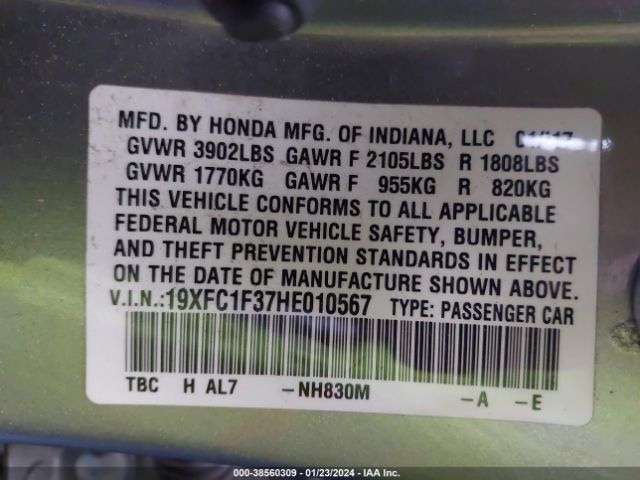 MFD. BY HONDA MFG. OF INDIANA, LLC
GVWR 3902LBS GAWR F 2105LBS R 1808LBS
GVWR 1770KG GAWR F 955KG R 820KG
THIS VEHICLE CONFORMS TO ALL APPLICABLE
FEDERAL MOTOR VEHICLE SAFETY, BUMPER,
AND THEFT PREVENTION STANDARDS IN EFFECT
ON THE DATE OF MANUFACTURE SHOWN ABOVE.
V.I.N.:19XFC1F37HE010567 TYPE: PASSENGER CAR
TBC H AL7 -NH830M -A -E
000-38560309 - 01/23/2024 - IAA Inc.